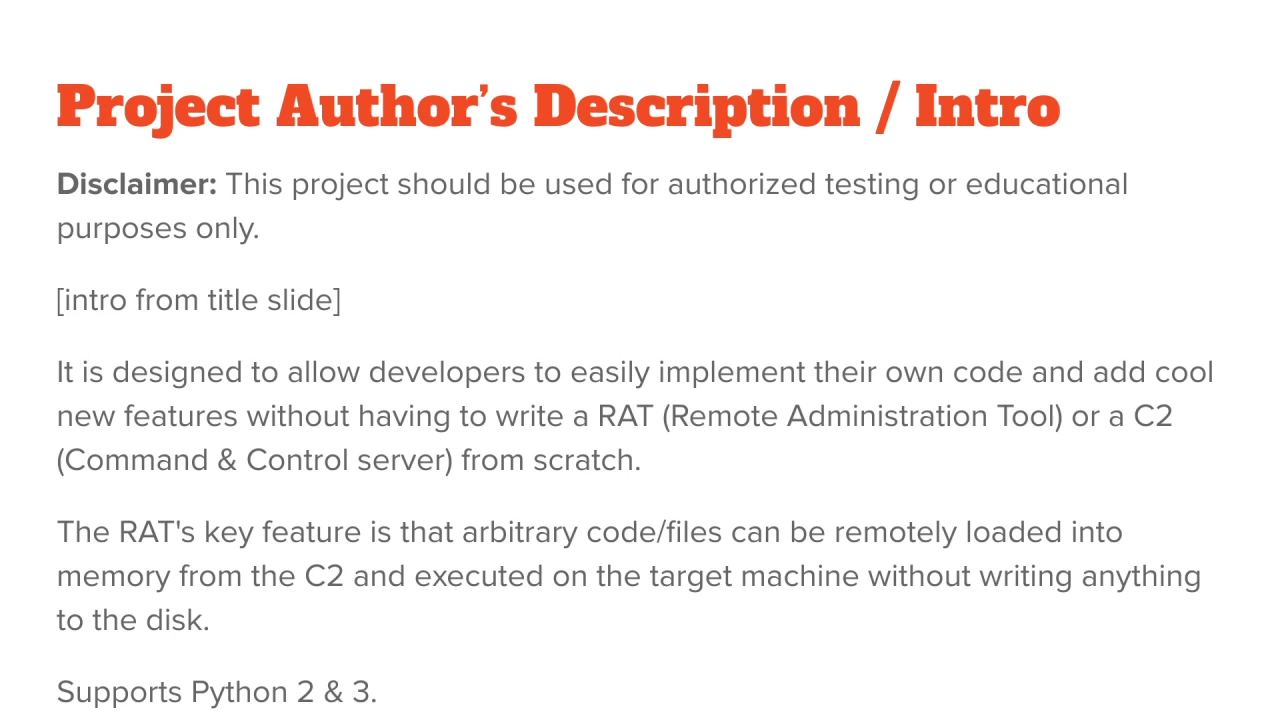 Project Author’s Description / Intro
Disclaimer: This project should be used for authorized testing or educational
purposes only.
[intro from title slide]
It is designed to allow developers to easily implement their own code and add cool
new features without having to write a RAT (Remote Administration Tool) or a C2
(Command & Control server) from scratch.
The RAT's key feature is that arbitrary code/files can be remotely loaded into
memory from the C2 and executed on the target machine without writing anything
to the disk.
Supports Python 2 & 3.